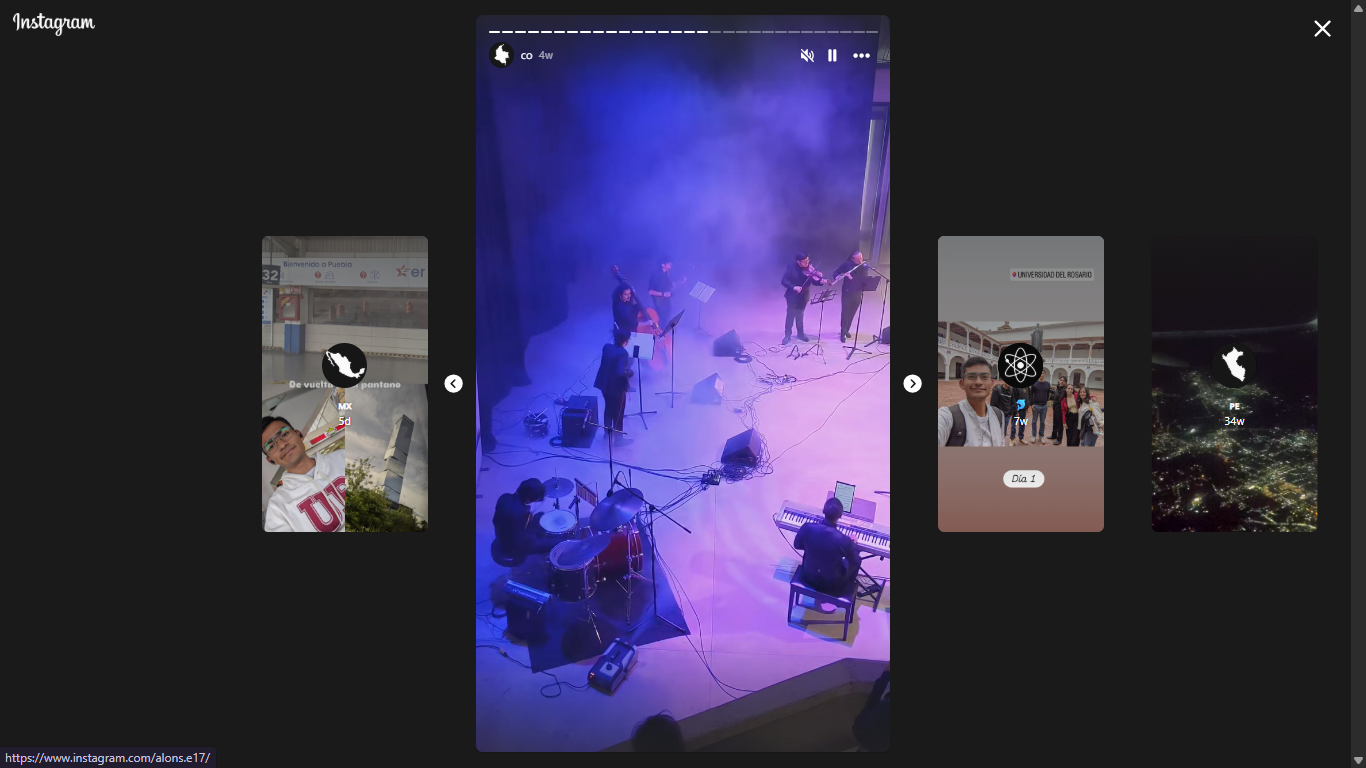 Instagram
co 4w
32
Bienvenido a Puebla
er
De vuelta
pantano
MX
5d
UNIVERSIDAD DEL ROSARIO
7w
Día 1
PE
34w
https://www.instagram.com/alons.e17/